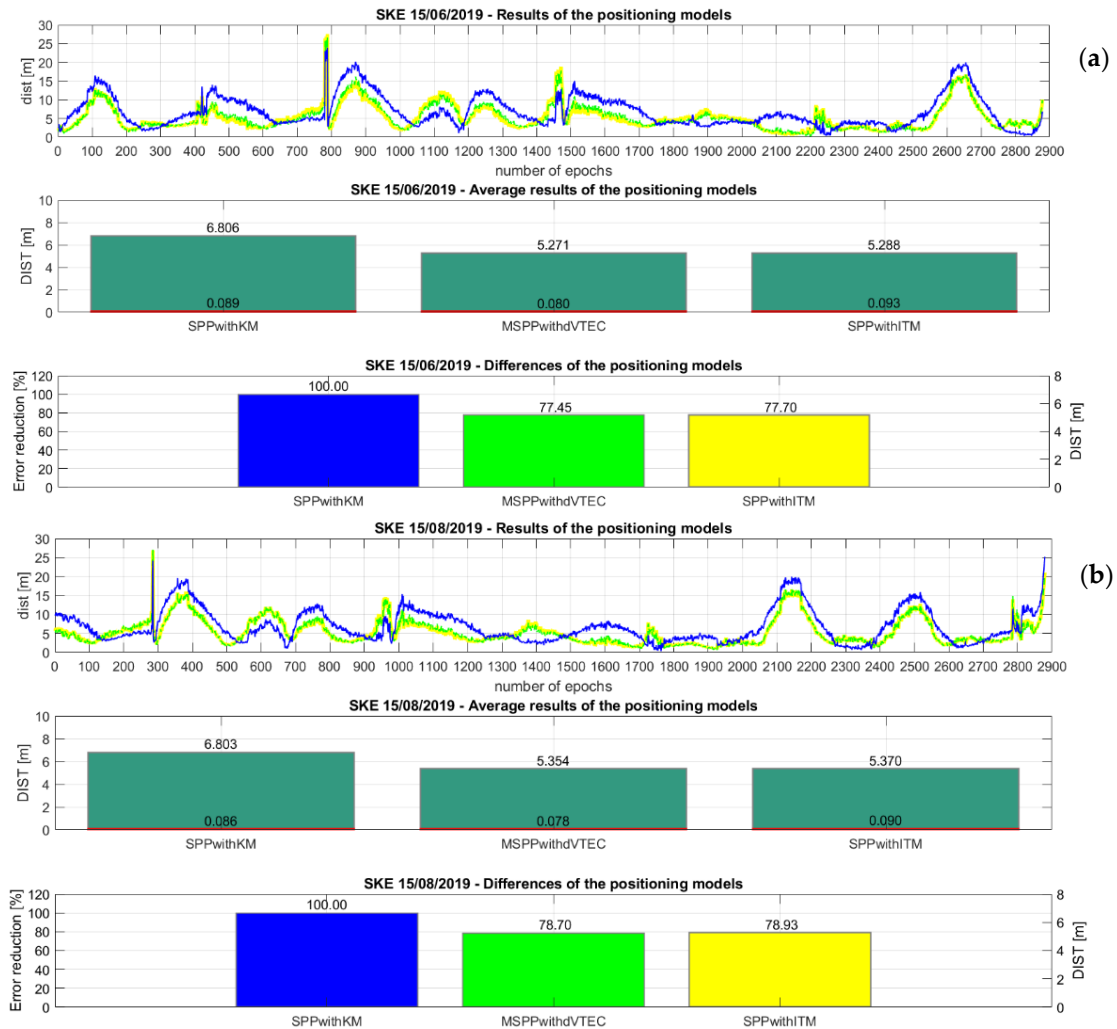 SKE 15/06/2019 - Results of the positioning models
(a)
dist [m]
30
25
20
15
10
5
0
0 100 200 300 400 500 600 700 800 900 1000 1100 1200 1300 1400 1500 1600 1700 1800 1900 2000 2100 2200 2300 2400 2500 2600 2700 2800 2900
number of epochs
SKE 15/06/2019 - Average results of the positioning models
DIST [m]
10
8
6
4
2
0
6.806 5.271 5.288
0.089 0.080 0.093
SPPwithKM MSPPwithdVTEC SPPwithITM
SKE 15/06/2019 - Differences of the positioning models
Error reduction [%]
120
100
80
60
40
20
0
100.00 77.45 77.70
8
6
4
2
0
DIST [m]
SPPwithKM MSPPwithdVTEC SPPwithITM
SKE 15/08/2019 - Results of the positioning models
(b)
dist [m]
30
25
20
15
10
5
0
0 100 200 300 400 500 600 700 800 900 1000 1100 1200 1300 1400 1500 1600 1700 1800 1900 2000 2100 2200 2300 2400 2500 2600 2700 2800 2900
number of epochs
SKE 15/08/2019 - Average results of the positioning models
DIST [m]
10
8
6
4
2
0
6.803 5.354 5.370
0.086 0.078 0.090
SPPwithKM MSPPwithdVTEC SPPwithITM
SKE 15/08/2019 - Differences of the positioning models
Error reduction [%]
120
100
80
60
40
20
0
100.00 78.70 78.93
8
6
4
2
0
DIST [m]
SPPwithKM MSPPwithdVTEC SPPwithITM